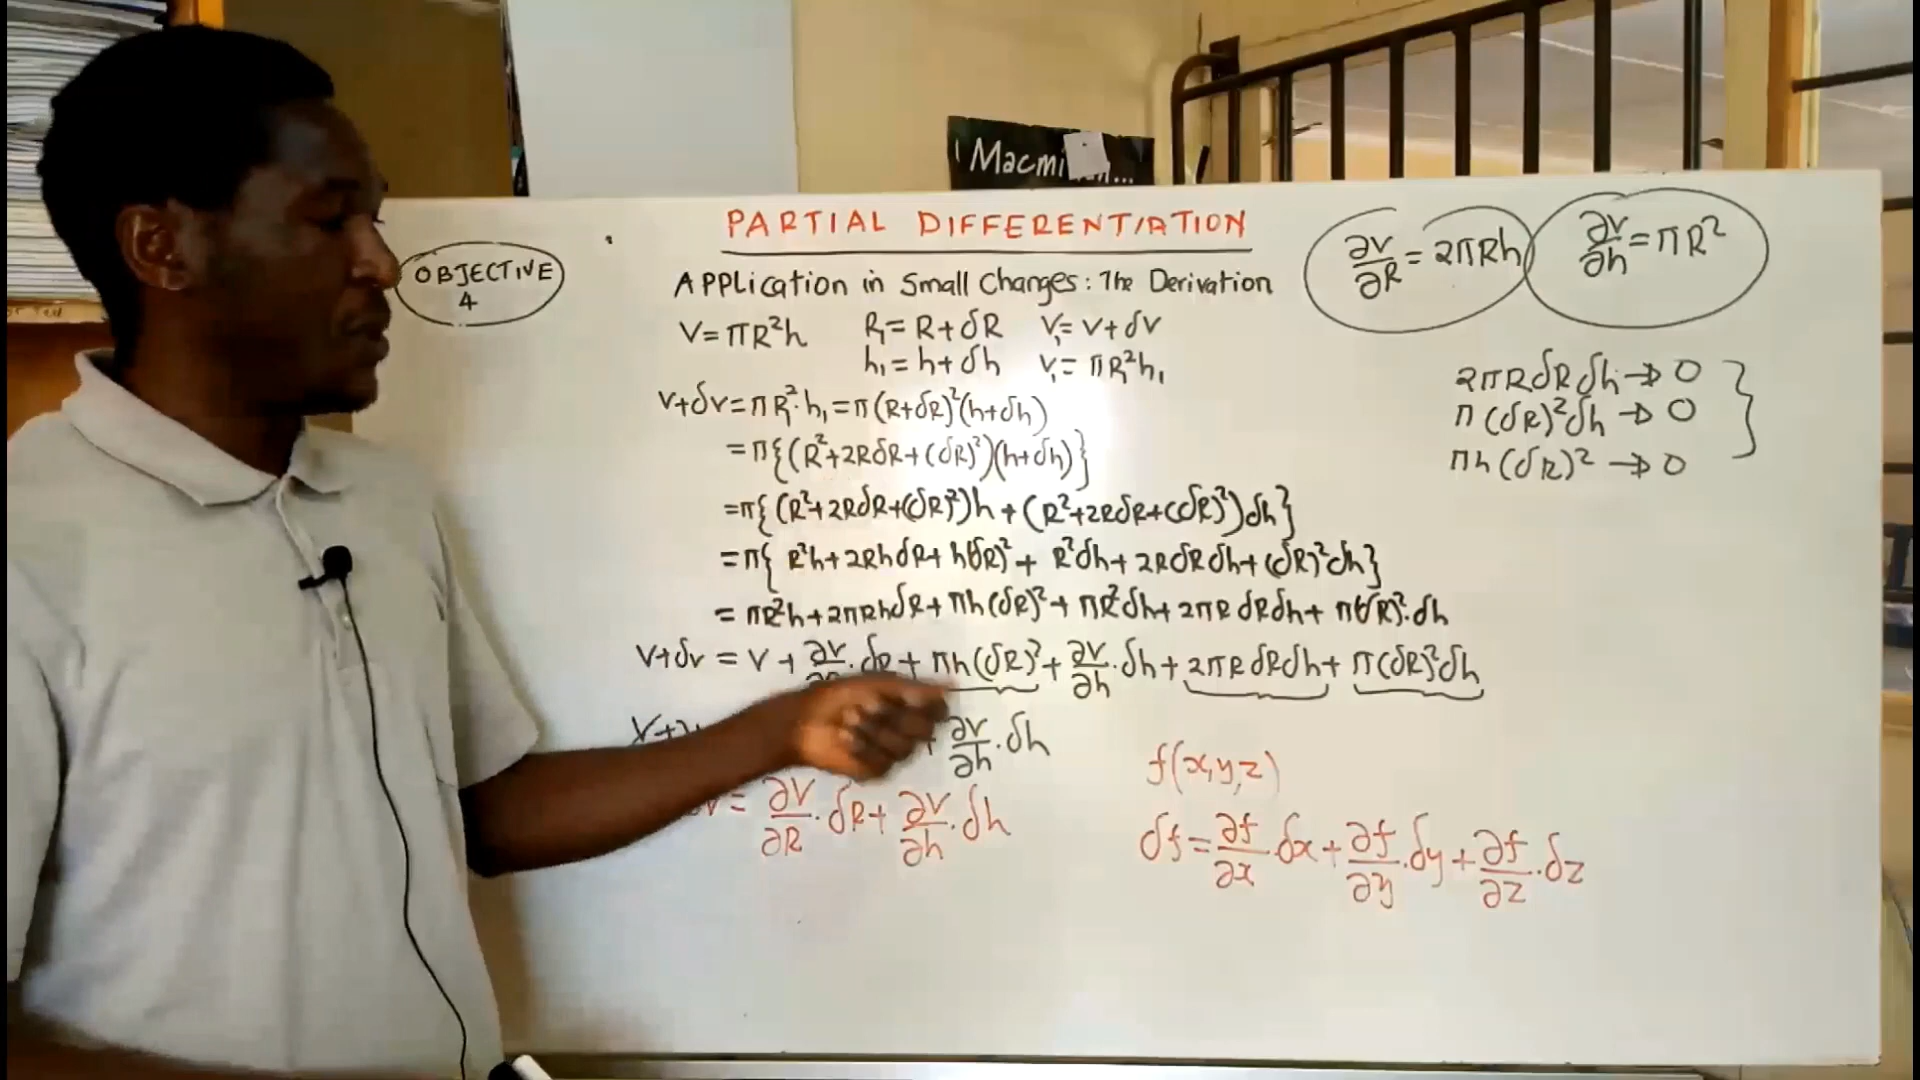 Macmi
PARTIAL DIFFERENTIATION
OBJECTIVE
4
Application in Small Changes: The Derivation
∂V/∂R = 2πRh
∂V/∂h = πR²
V = πR²h R₁ = R + δR V₁ = V + δV
h₁ = h + δh V₁ = πR₁²h₁
V+δV = πR₁²·h₁ = π(R+δR)²(h+δh)
= π{(R²+2RδR+(δR)²)(h+δh)}
= π{(R²+2RδR+(δR)²)h + (R²+2RδR+(δR)²)δh}
= π{R²h+2RhδR+h(δR)² + R²δh+2RδRδh+(δR)²δh}
= πR²h+2πRhδR+πh(δR)²+πR²δh+2πRδRδh+π(δR)²·δh
V+δV = V + ∂V/∂R·δR + πh(δR)² + ∂V/∂h·δh + 2πRδRδh + π(δR)²δh
V+ + ∂V/∂h·δh
V = ∂V/∂R·δR + ∂V/∂h·δh
2πRδRδh → 0
π(δR)²δh → 0
πh(δR)² → 0
f(x,y,z)
δf = ∂f/∂x·δx + ∂f/∂y·δy + ∂f/∂z·δz